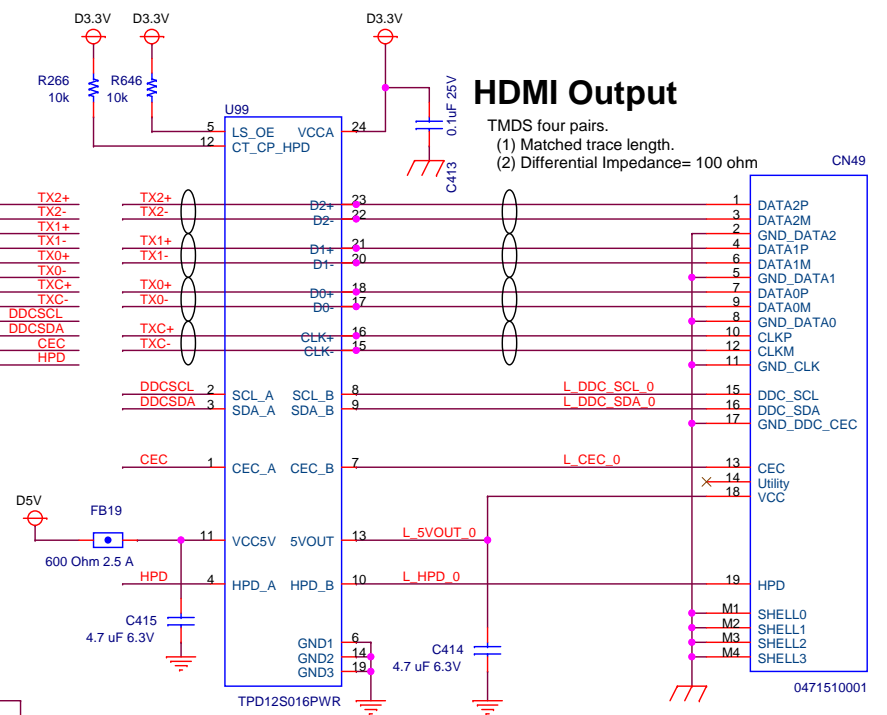 D3.3V D3.3V D3.3V
R266 10k
R646 10k
0.1uF 25V
C413
HDMI Output
TMDS four pairs.
(1) Matched trace length.
(2) Differential Impedance= 100 ohm
U99
5 LS_OE VCCA 24
12 CT_CP_HPD
CN49
TX2+ TX2+ D2+ 23 1 DATA2P
TX2- TX2- D2- 22 3 DATA2M
2 GND_DATA2
TX1+ TX1+ D1+ 21 4 DATA1P
TX1- TX1- D1- 20 6 DATA1M
5 GND_DATA1
TX0+ TX0+ D0+ 18 7 DATA0P
TX0- TX0- D0- 17 9 DATA0M
8 GND_DATA0
TXC+ TXC+ CLK+ 16 10 CLKP
TXC- TXC- CLK- 15 12 CLKM
11 GND_CLK
DDCSCL
DDCSDA
CEC
HPD
DDCSCL 2 SCL_A SCL_B 8 L_DDC_SCL_0 15 DDC_SCL
DDCSDA 3 SDA_A SDA_B 9 L_DDC_SDA_0 16 DDC_SDA
17 GND_DDC_CEC
CEC 1 CEC_A CEC_B 7 L_CEC_0 13 CEC
14 Utility
18 VCC
D5V
FB19
600 Ohm 2.5 A
11 VCC5V 5VOUT 13 L_5VOUT_0
HPD 4 HPD_A HPD_B 10 L_HPD_0 19 HPD
C415
4.7 uF 6.3V
GND1 6
GND2 14
GND3 19
C414
4.7 uF 6.3V
M1 SHELL0
M2 SHELL1
M3 SHELL2
M4 SHELL3
TPD12S016PWR
0471510001